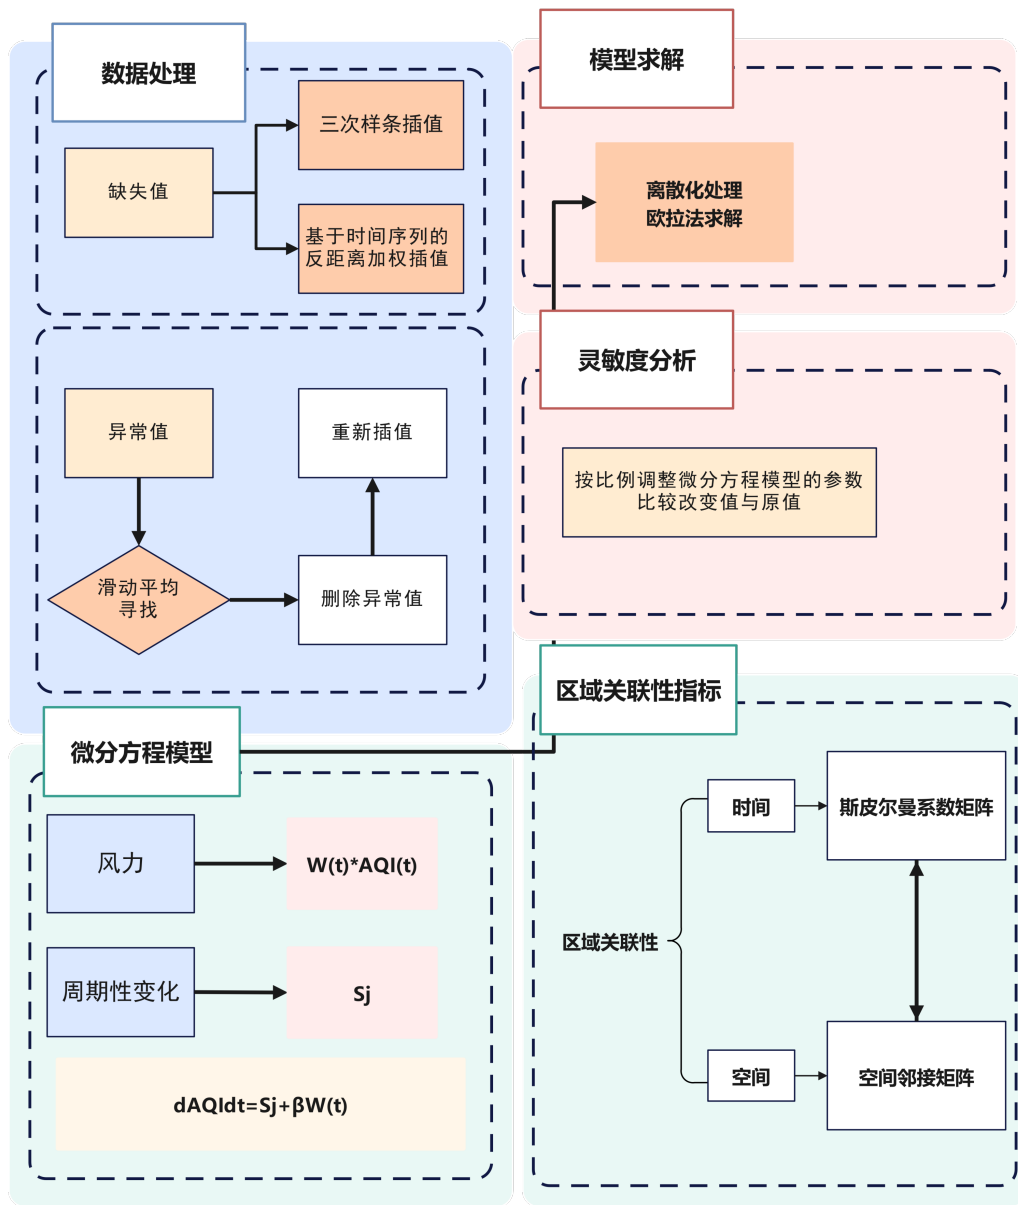 数据处理
缺失值
三次样条插值
基于时间序列的
反距离加权插值
异常值
重新插值
滑动平均
寻找
删除异常值
模型求解
离散化处理
欧拉法求解
灵敏度分析
按比例调整微分方程模型的参数
比较改变值与原值
微分方程模型
风力
W(t)*AQI(t)
周期性变化
Sj
dAQIdt=Sj+βW(t)
区域关联性指标
时间
斯皮尔曼系数矩阵
区域关联性
空间
空间邻接矩阵